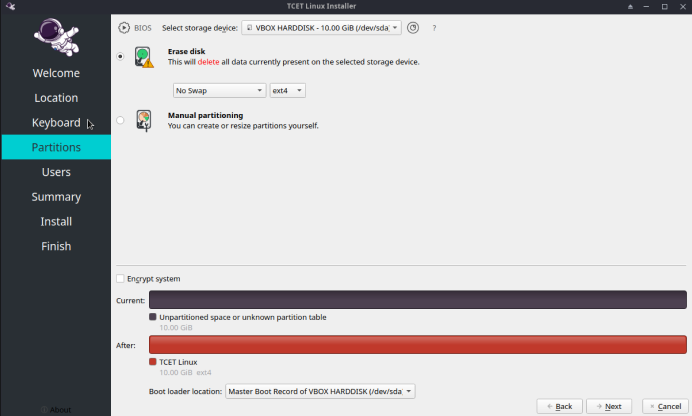 TCET Linux Installer
Welcome
Location
Keyboard
Partitions
Users
Summary
Install
Finish
About
BIOS Select storage device: VBOX HARDDISK - 10.00 GiB (/dev/sda) ?
Erase disk
This will delete all data currently present on the selected storage device.
No Swap ext4
Manual partitioning
You can create or resize partitions yourself.
Encrypt system
Current:
Unpartitioned space or unknown partition table
10.00 GiB
After:
TCET Linux
10.00 GiB ext4
Boot loader location: Master Boot Record of VBOX HARDDISK (/dev/sda)
Back Next Cancel